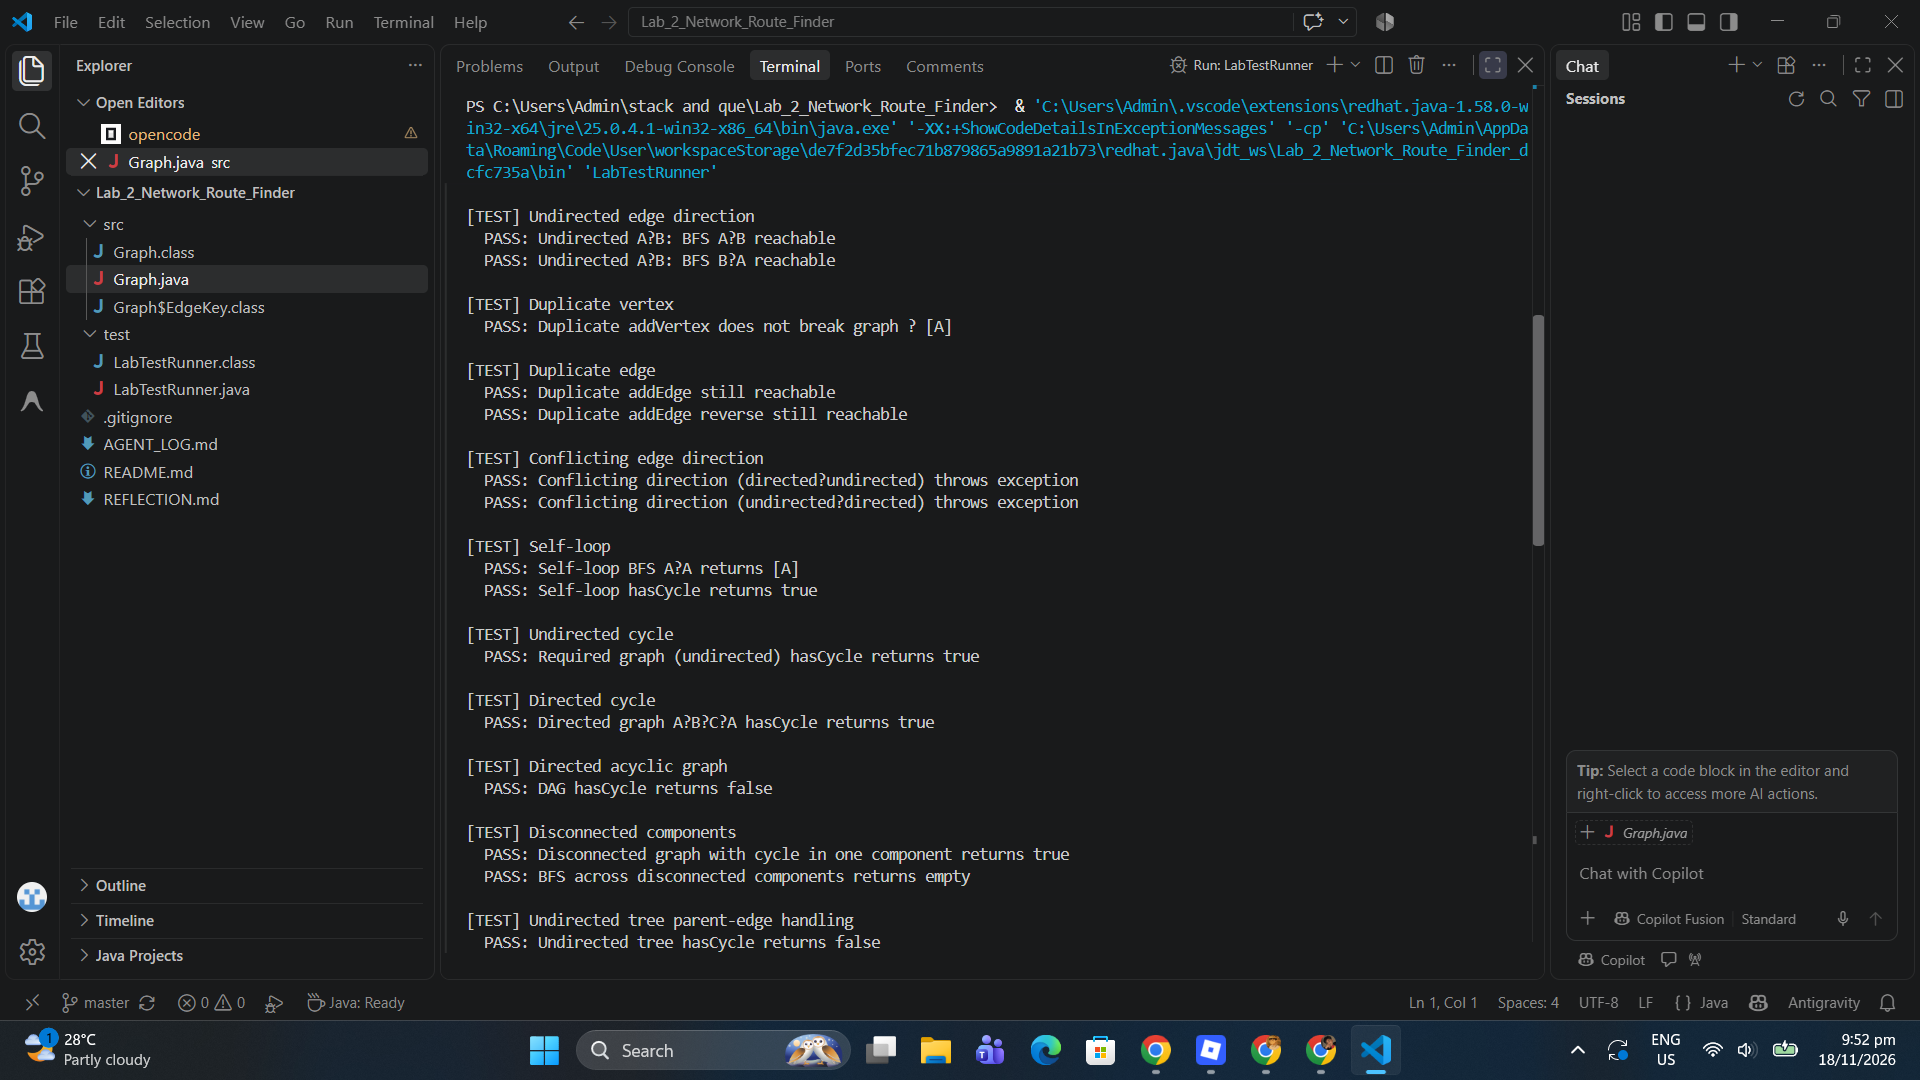 File Edit Selection View Go Run Terminal Help
Lab_2_Network_Route_Finder
Explorer
Open Editors
opencode
Graph.java src
Lab_2_Network_Route_Finder
src
Graph.class
Graph.java
Graph$EdgeKey.class
test
LabTestRunner.class
LabTestRunner.java
.gitignore
AGENT_LOG.md
README.md
REFLECTION.md
Outline
Timeline
Java Projects
Problems Output Debug Console Terminal Ports Comments
Run: LabTestRunner
PS C:\Users\Admin\stack and que\Lab_2_Network_Route_Finder>  & 'C:\Users\Admin\.vscode\extensions\redhat.java-1.58.0-w
in32-x64\jre\25.0.4.1-win32-x86_64\bin\java.exe' '-XX:+ShowCodeDetailsInExceptionMessages' '-cp' 'C:\Users\Admin\AppDa
ta\Roaming\Code\User\workspaceStorage\de7f2d35bfec71b879865a9891a21b73\redhat.java\jdt_ws\Lab_2_Network_Route_Finder_d
cfc735a\bin' 'LabTestRunner'
[TEST] Undirected edge direction
PASS: Undirected A?B: BFS A?B reachable
PASS: Undirected A?B: BFS B?A reachable
[TEST] Duplicate vertex
PASS: Duplicate addVertex does not break graph ? [A]
[TEST] Duplicate edge
PASS: Duplicate addEdge still reachable
PASS: Duplicate addEdge reverse still reachable
[TEST] Conflicting edge direction
PASS: Conflicting direction (directed?undirected) throws exception
PASS: Conflicting direction (undirected?directed) throws exception
[TEST] Self-loop
PASS: Self-loop BFS A?A returns [A]
PASS: Self-loop hasCycle returns true
[TEST] Undirected cycle
PASS: Required graph (undirected) hasCycle returns true
[TEST] Directed cycle
PASS: Directed graph A?B?C?A hasCycle returns true
[TEST] Directed acyclic graph
PASS: DAG hasCycle returns false
[TEST] Disconnected components
PASS: Disconnected graph with cycle in one component returns true
PASS: BFS across disconnected components returns empty
[TEST] Undirected tree parent-edge handling
PASS: Undirected tree hasCycle returns false
Chat
Sessions
Tip: Select a code block in the editor and
right-click to access more AI actions.
Graph.java
Chat with Copilot
Copilot Fusion Standard
Copilot
master 0 0 Java: Ready
Ln 1, Col 1 Spaces: 4 UTF-8 LF {} Java Antigravity
1
28°C
Partly cloudy
Search
ENG
US
9:52 pm
18/11/2026